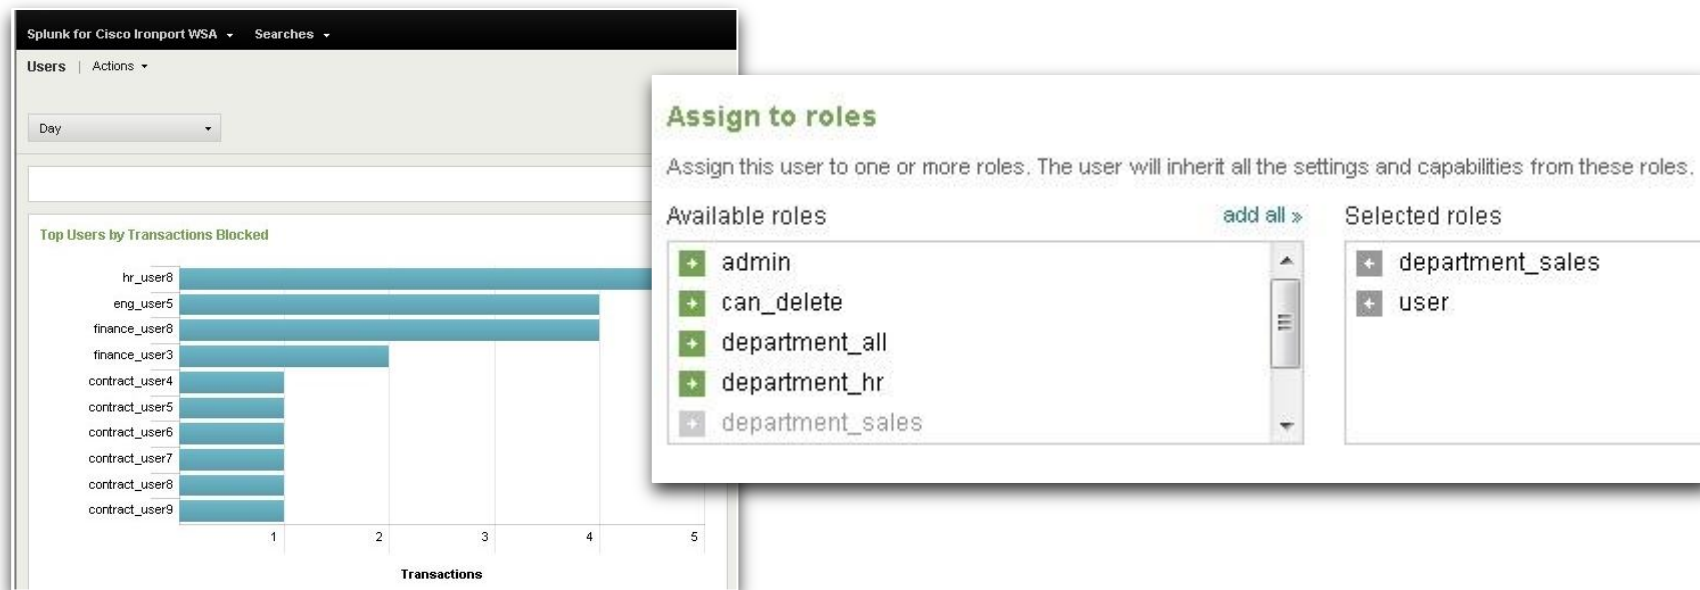 Splunk for Cisco Ironport WSA Searches
Users | Actions
Day
Top Users by Transactions Blocked
hr_user8
eng_user5
finance_user8
finance_user3
contract_user4
contract_user5
contract_user6
contract_user7
contract_user8
contract_user9
1 2 3 4 5
Transactions
Assign to roles
Assign this user to one or more roles. The user will inherit all the settings and capabilities from these roles.
Available roles add all »
admin
can_delete
department_all
department_hr
department_sales
Selected roles
department_sales
user